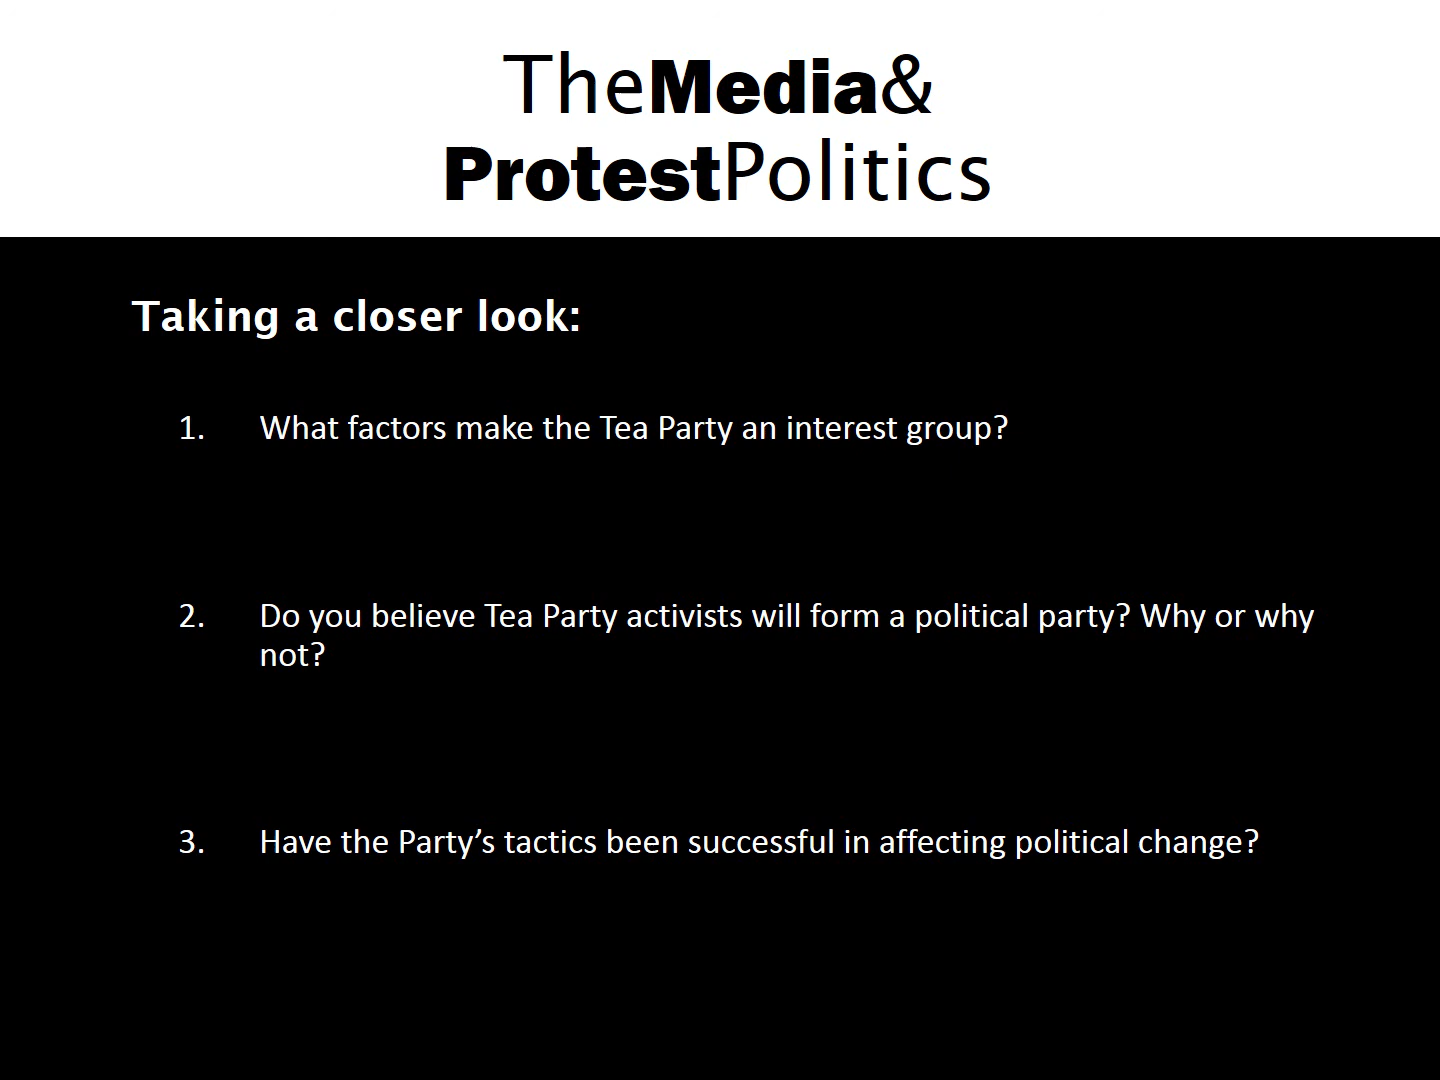 TheMedia&
ProtestPolitics
Taking a closer look:
1. What factors make the Tea Party an interest group?
2. Do you believe Tea Party activists will form a political party? Why or why
not?
3. Have the Party’s tactics been successful in affecting political change?